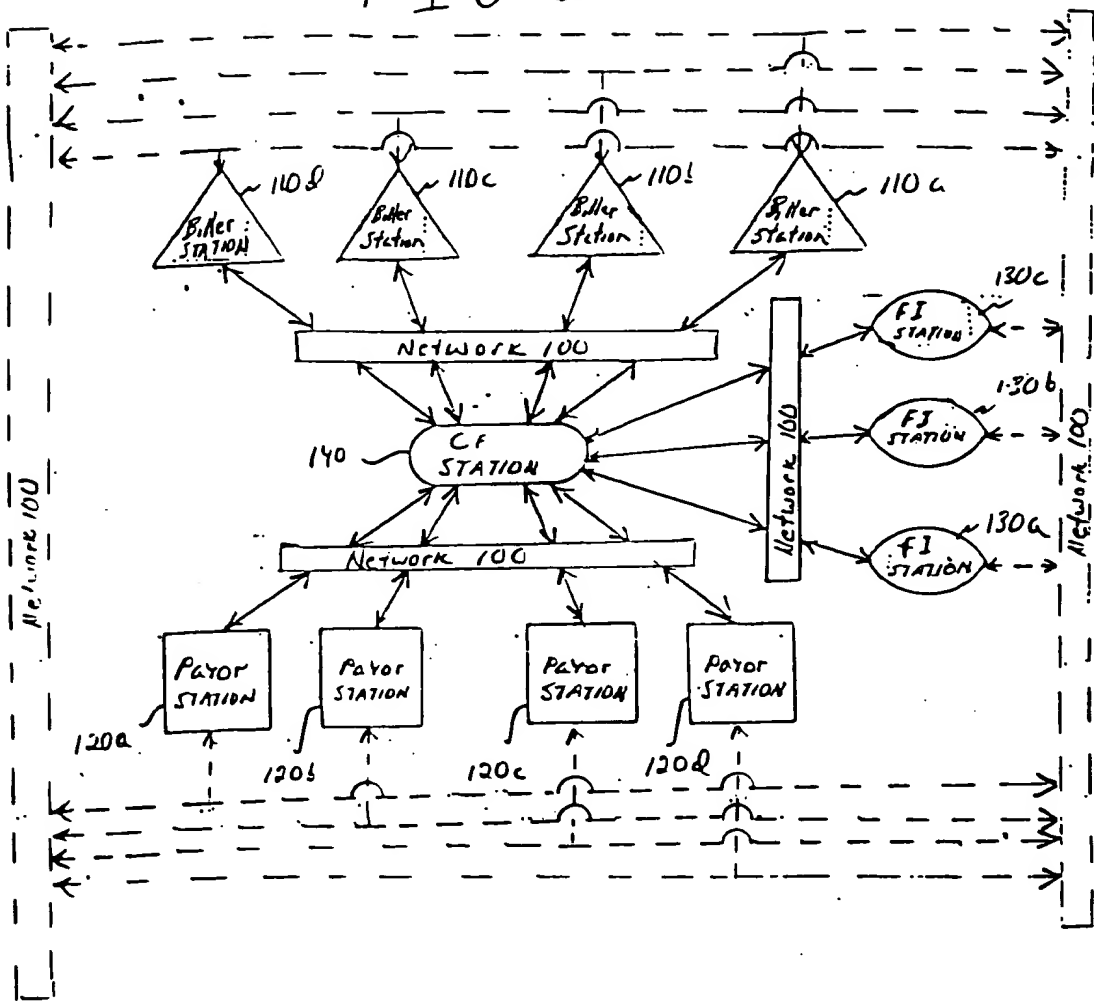 FIG
110d
110c
110b
110a
Biller
STATION
Biller
Station
Biller
Station
Biller
Station
130c
FI
STATION
Network 100
130b
FI
STATION
Network 100
140
CF
STATION
Network 100
Network 100
130a
FI
STATION
Network 100
Payor
STATION
Payor
STATION
Payor
STATION
Payor
STATION
120a
120b
120c
120d